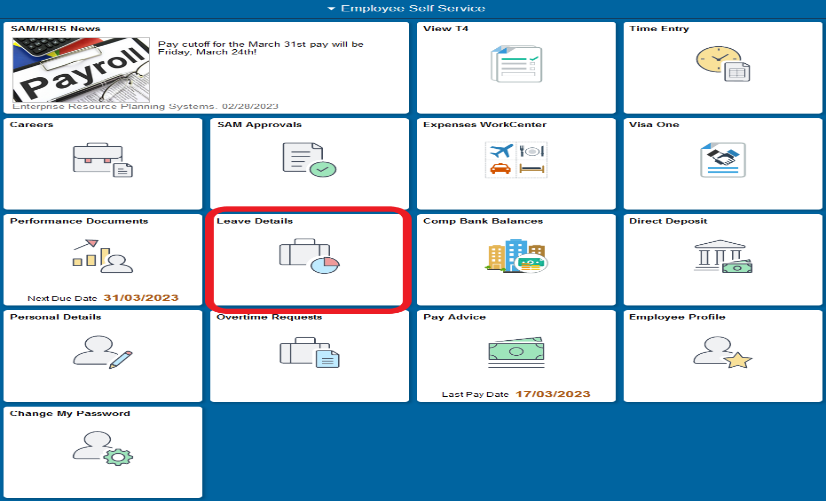 Employee Self Service
SAM/HRIS News
Payroll
Pay cutoff for the March 31st pay will be
Friday, March 24th!
Enterprise Resource Planning Systems. 02/28/2023
View T4
Time Entry
Careers
SAM Approvals
Expenses WorkCenter
Visa One
Performance Documents
Next Due Date 31/03/2023
Leave Details
Comp Bank Balances
Direct Deposit
Personal Details
Overtime Requests
Pay Advice
Last Pay Date 17/03/2023
Employee Profile
Change My Password